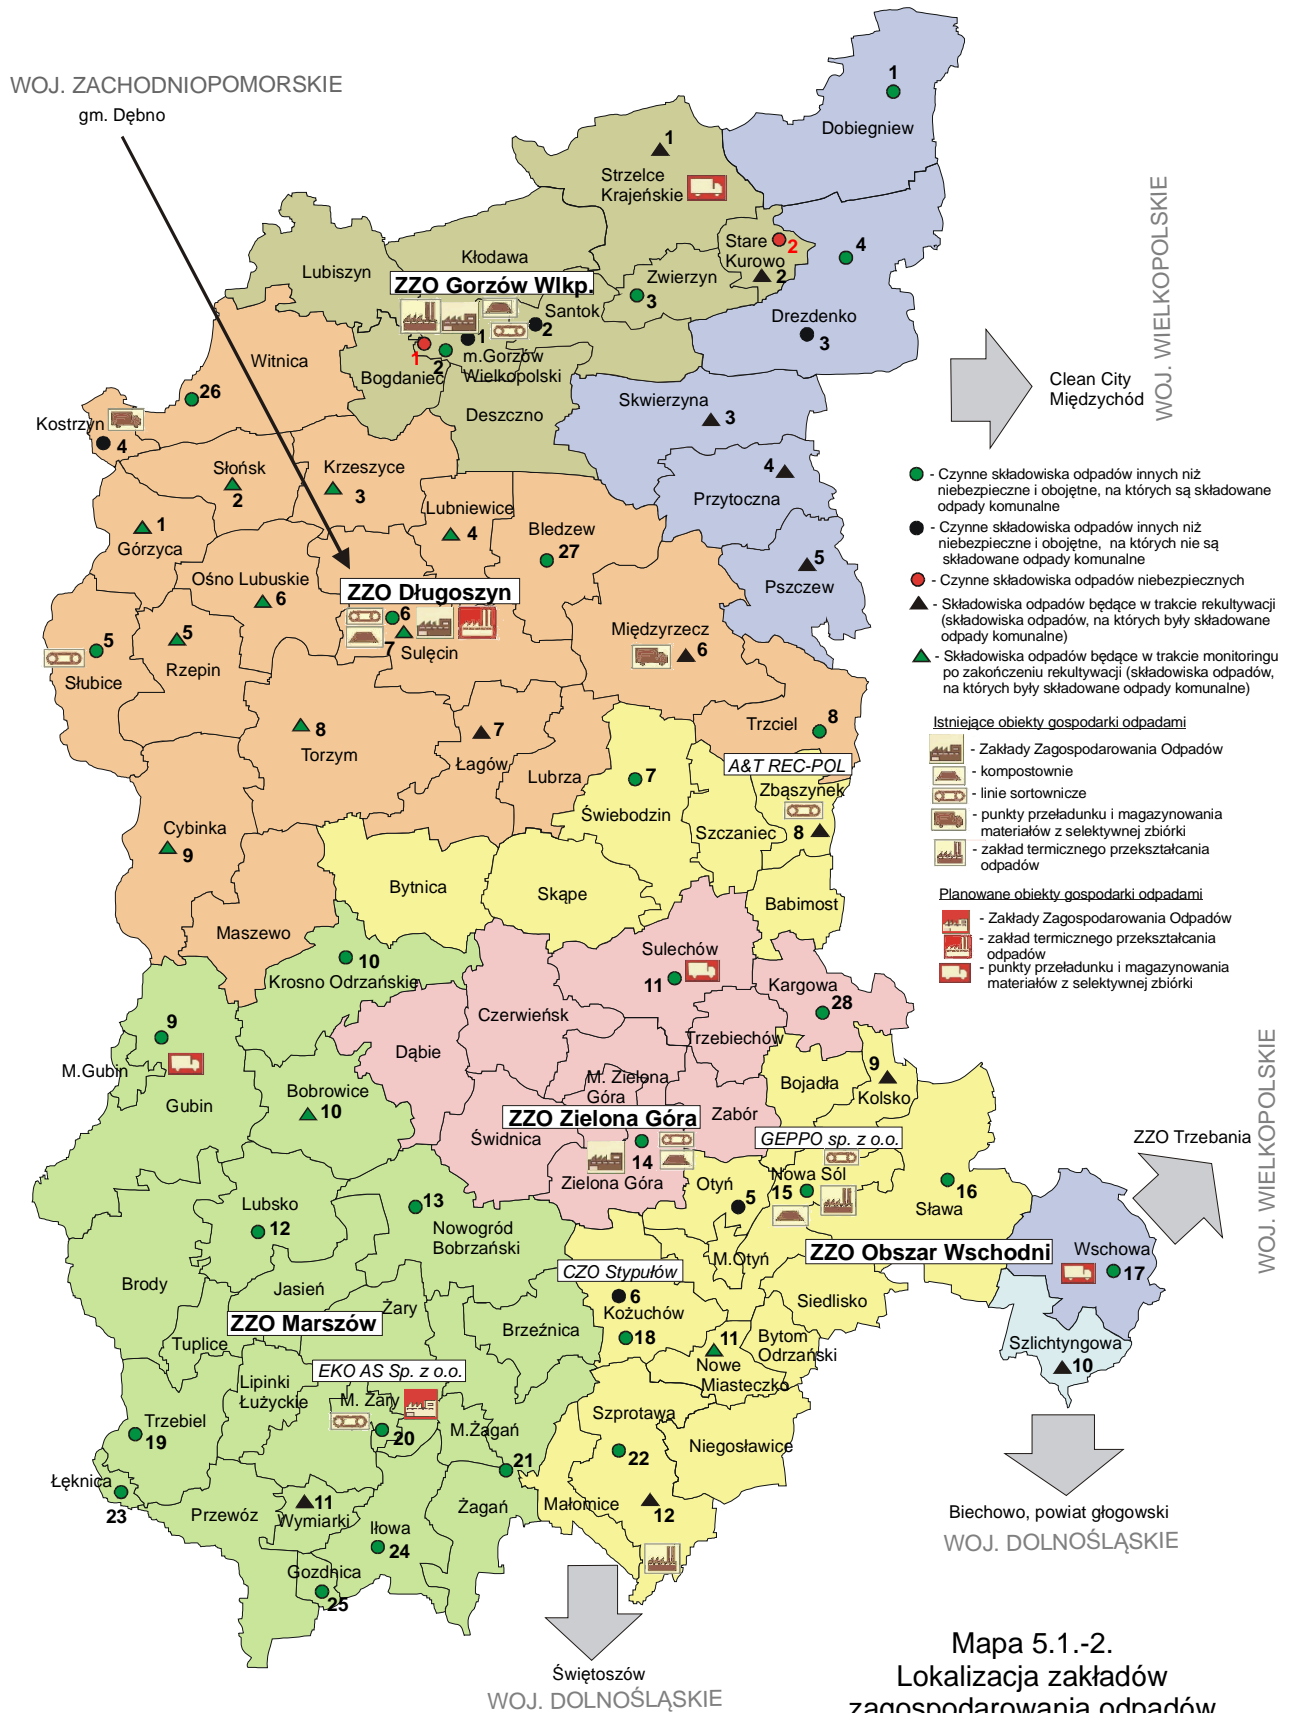 WOJ. ZACHODNIOPOMORSKIE
gm. Dębno
1
Dobiegniew
1
Strzelce
Krajeńskie
WOJ. WIELKOPOLSKIE
Stare
Kurowo
2
2
4
Kłodawa
Lubiszyn
ZZO Gorzów Wlkp.
Zwierzyn
3
Santok
2
1
1
2
m.Gorzów
Wielkopolski
Bogdaniec
Deszczno
Drezdenko
3
Witnica
26
Kostrzyn
4
Clean City
Międzychód
Skwierzyna
3
4
Przytoczna
5
Pszczew
Słońsk
2
Krzeszyce
3
Lubniewice
4
Bledzew
27
1
Górzyca
Ośno Lubuskie
6
ZZO Długoszyn
6
7
Sulęcin
5
Słubice
5
Rzepin
Międzyrzecz
6
- Czynne składowiska odpadów innych niż
niebezpieczne i obojętne, na których są składowane
odpady komunalne
- Czynne składowiska odpadów innych niż
niebezpieczne i obojętne, na których nie są
składowane odpady komunalne
- Czynne składowiska odpadów niebezpiecznych
- Składowiska odpadów będące w trakcie rekultywacji
(składowiska odpadów, na których były składowane
odpady komunalne)
- Składowiska odpadów będące w trakcie monitoringu
po zakończeniu rekultywacji (składowiska odpadów,
na których były składowane odpady komunalne)
Istniejące obiekty gospodarki odpadami
- Zakłady Zagospodarowania Odpadów
- kompostownie
- linie sortownicze
- punkty przeładunku i magazynowania
materiałów z selektywnej zbiórki
- zakład termicznego przekształcania
odpadów
Planowane obiekty gospodarki odpadami
- Zakłady Zagospodarowania Odpadów
- zakład termicznego przekształcania
odpadów
- punkty przeładunku i magazynowania
materiałów z selektywnej zbiórki
8
Torzym
7
Łagów
Lubrza
Trzciel
8
A&T REC-POL
Zbąszynek
8
7
Świebodzin
Szczaniec
Cybinka
9
Bytnica
Skąpe
Babimost
Maszewo
10
Krosno Odrzańskie
Sulechów
11
Kargowa
28
Czerwieńsk
Trzebiechów
Dąbie
9
M.Gubin
Gubin
Bobrowice
10
M. Zielona
Góra
Zabór
ZZO Zielona Góra
Świdnica
14
Zielona Góra
Bojadła
9
Kolsko
GEPPO sp. z o.o.
Nowa Sól
15
16
Sława
Otyń
5
M.Otyń
WOJ. WIELKOPOLSKIE
ZZO Trzebania
Lubsko
12
13
Nowogród
Bobrzański
ZZO Obszar Wschodni
Wschowa
17
Brody
Jasień
CZO Stypułów
6
Kożuchów
18
Siedlisko
Żary
ZZO Marszów
Brzeźnica
11
Nowe
Miasteczko
Bytom
Odrzański
Szlichtyngowa
10
Tuplice
Lipinki
Łużyckie
EKO AS Sp. z o.o.
M. Żary
20
M.Żagań
21
Trzebiel
19
Szprotawa
22
Niegosławice
Łęknica
23
Przewóz
11
Wymiarki
Żagań
Małomice
12
Iłowa
24
Gozdnica
25
Biechowo, powiat głogowski
WOJ. DOLNOŚLĄSKIE
Świętoszów
WOJ. DOLNOŚLĄSKIE
Mapa 5.1.-2.
Lokalizacja zakładów
zagospodarowania odpadów